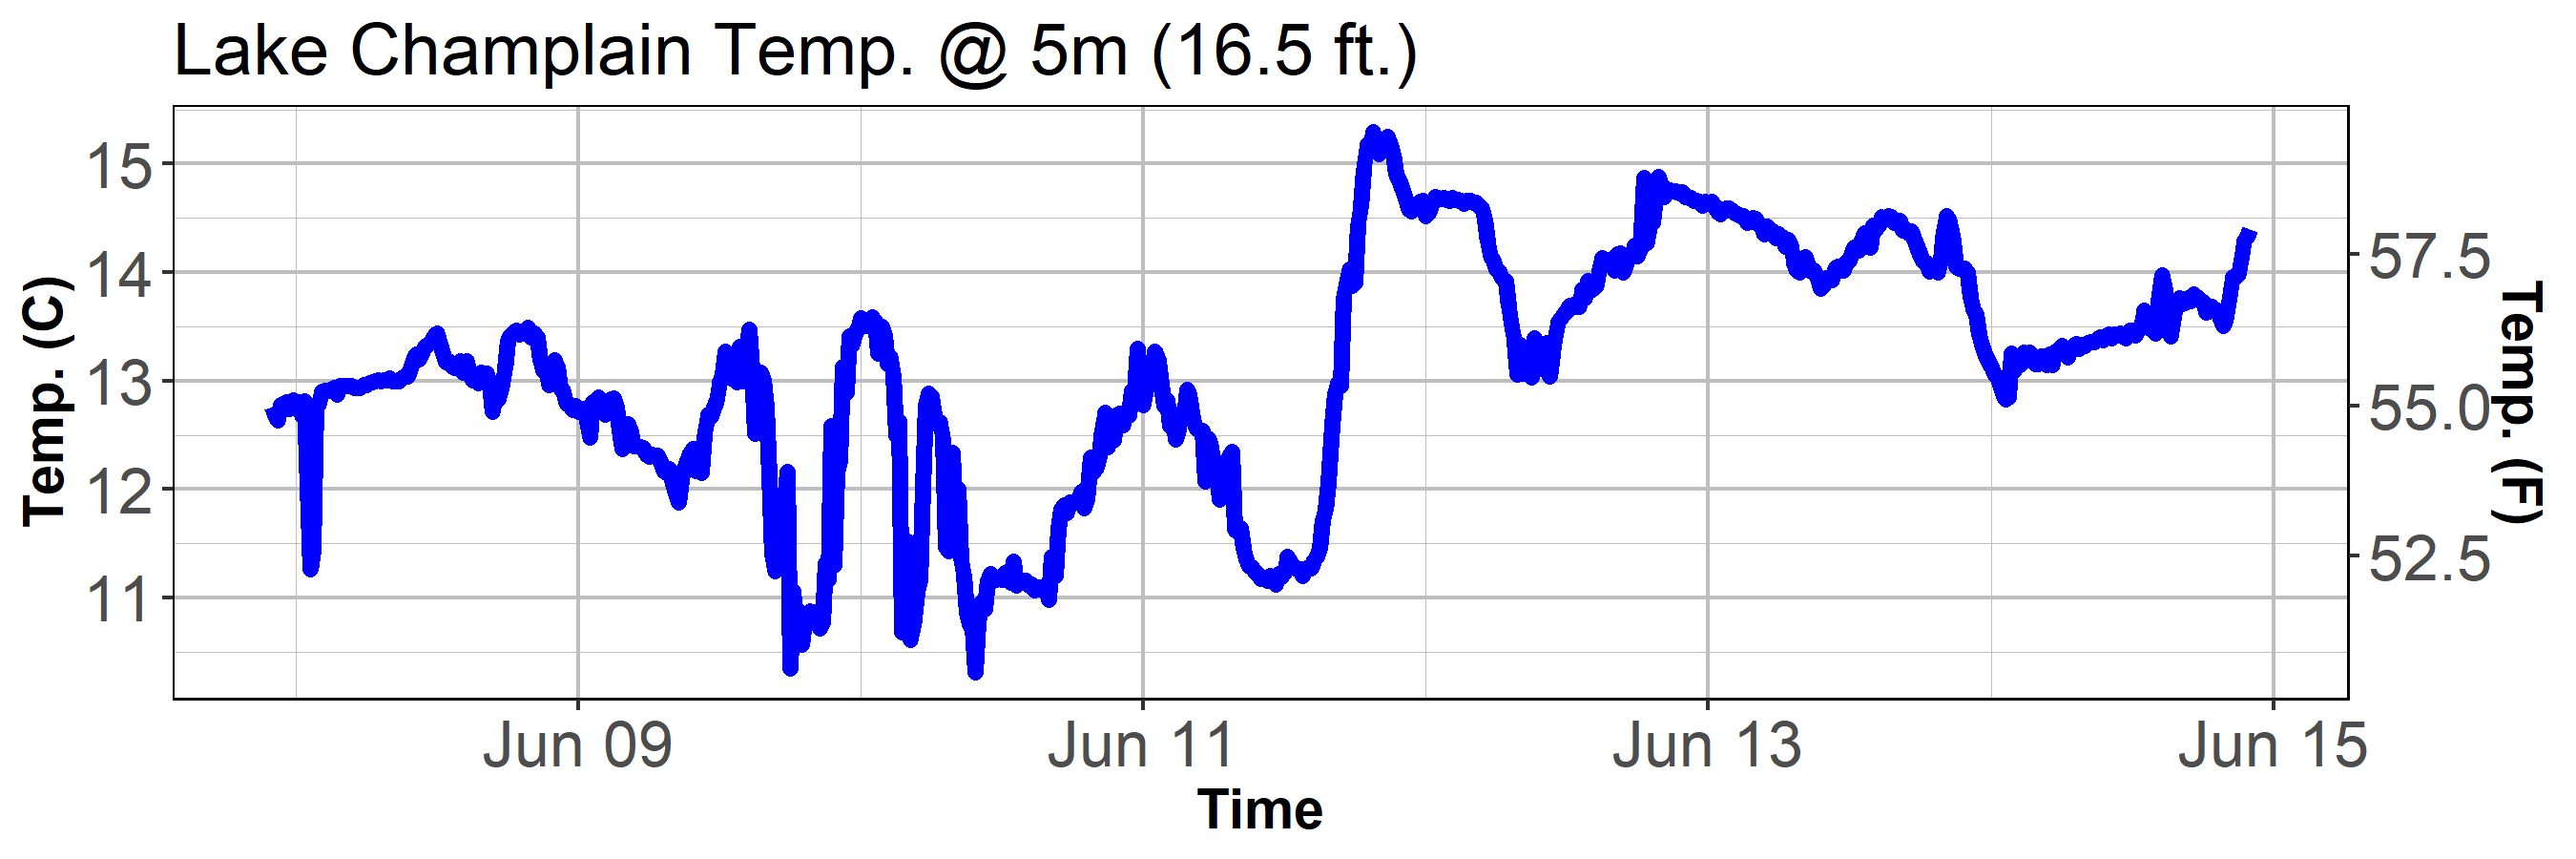 Lake Champlain Temp. @ 5m (16.5 ft.)
Temp. (C)
15
14
13
12
11
57.5
55.0
52.5
Temp. (F)
Jun 09 Jun 11 Jun 13 Jun 15
Time